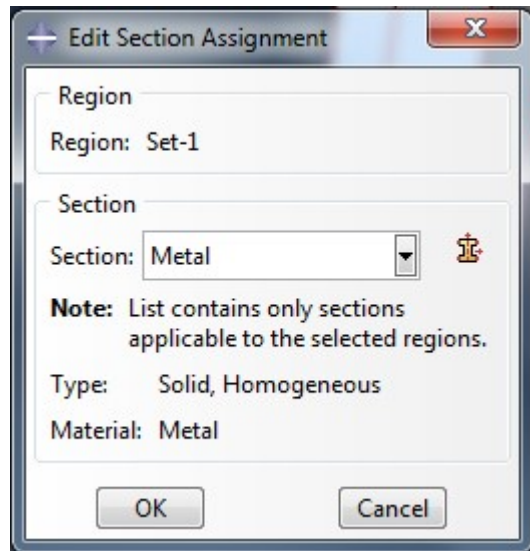 Edit Section Assignment
Region
Region: Set-1
Section
Section: Metal
Note: List contains only sections
applicable to the selected regions.
Type: Solid, Homogeneous
Material: Metal
OK Cancel